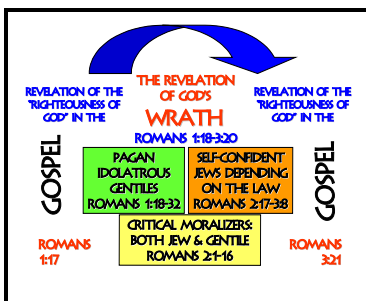 REVELATION OF THE
"RIGHTEOUSNESS OF
GOD" IN THE
GOSPEL
ROMANS
1:17
THE REVELATION
OF GOD'S
WRATH
ROMANS 1:18-3:20
PAGAN
IDOLATROUS
GENTILES
ROMANS 1:18-32
SELF-CONFIDENT
JEWS DEPENDING
ON THE LAW
ROMANS 2:17-3:8
CRITICAL MORALIZERS:
BOTH JEW & GENTILE
ROMANS 2:1-16
REVELATION OF THE
"RIGHTEOUSNESS OF
GOD" IN THE
GOSPEL
ROMANS
3:21